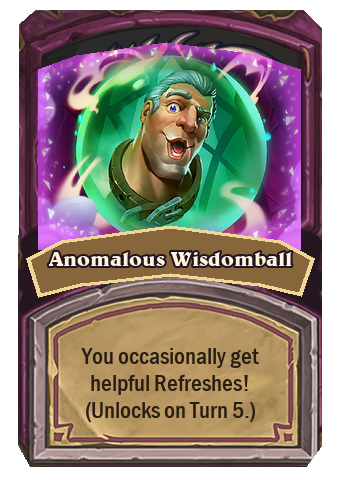 Anomalous Wisdomball
You occasionally get
helpful Refreshes!
(Unlocks on Turn 5.)